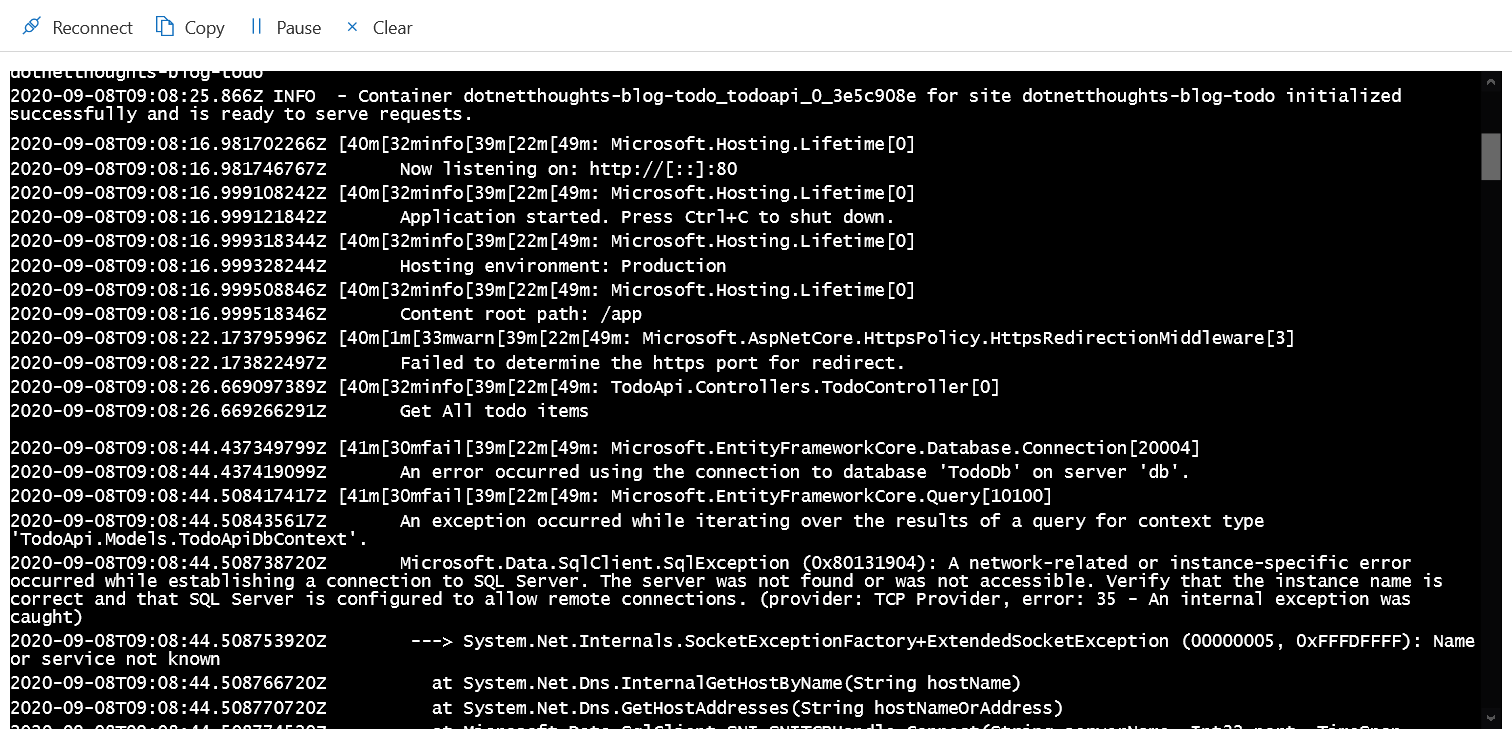 Reconnect Copy Pause Clear
dotnetthoughts-blog-todo
2020-09-08T09:08:25.866Z INFO  - Container dotnetthoughts-blog-todo_todoapi_0_3e5c908e for site dotnetthoughts-blog-todo initialized
successfully and is ready to serve requests.
2020-09-08T09:08:16.981702266Z [40m[32minfo[39m[22m[49m: Microsoft.Hosting.Lifetime[0]
2020-09-08T09:08:16.981746767Z       Now listening on: http://[::]:80
2020-09-08T09:08:16.999108242Z [40m[32minfo[39m[22m[49m: Microsoft.Hosting.Lifetime[0]
2020-09-08T09:08:16.999121842Z       Application started. Press Ctrl+C to shut down.
2020-09-08T09:08:16.999318344Z [40m[32minfo[39m[22m[49m: Microsoft.Hosting.Lifetime[0]
2020-09-08T09:08:16.999328244Z       Hosting environment: Production
2020-09-08T09:08:16.999508846Z [40m[32minfo[39m[22m[49m: Microsoft.Hosting.Lifetime[0]
2020-09-08T09:08:16.999518346Z       Content root path: /app
2020-09-08T09:08:22.173795996Z [40m[1m[33mwarn[39m[22m[49m: Microsoft.AspNetCore.HttpsPolicy.HttpsRedirectionMiddleware[3]
2020-09-08T09:08:22.173822497Z       Failed to determine the https port for redirect.
2020-09-08T09:08:26.669097389Z [40m[32minfo[39m[22m[49m: TodoApi.Controllers.TodoController[0]
2020-09-08T09:08:26.669266291Z       Get All todo items
2020-09-08T09:08:44.437349799Z [41m[30mfail[39m[22m[49m: Microsoft.EntityFrameworkCore.Database.Connection[20004]
2020-09-08T09:08:44.437419099Z       An error occurred using the connection to database 'TodoDb' on server 'db'.
2020-09-08T09:08:44.508417417Z [41m[30mfail[39m[22m[49m: Microsoft.EntityFrameworkCore.Query[10100]
2020-09-08T09:08:44.508435617Z       An exception occurred while iterating over the results of a query for context type
'TodoApi.Models.TodoApiDbContext'.
2020-09-08T09:08:44.508738720Z       Microsoft.Data.SqlClient.SqlException (0x80131904): A network-related or instance-specific error
occurred while establishing a connection to SQL Server. The server was not found or was not accessible. Verify that the instance name is
correct and that SQL Server is configured to allow remote connections. (provider: TCP Provider, error: 35 - An internal exception was
caught)
2020-09-08T09:08:44.508753920Z        ---> System.Net.Internals.SocketExceptionFactory+ExtendedSocketException (00000005, 0xFFFDFFFF): Name
or service not known
2020-09-08T09:08:44.508766720Z          at System.Net.Dns.InternalGetHostByName(String hostName)
2020-09-08T09:08:44.508770720Z          at System.Net.Dns.GetHostAddresses(String hostNameOrAddress)